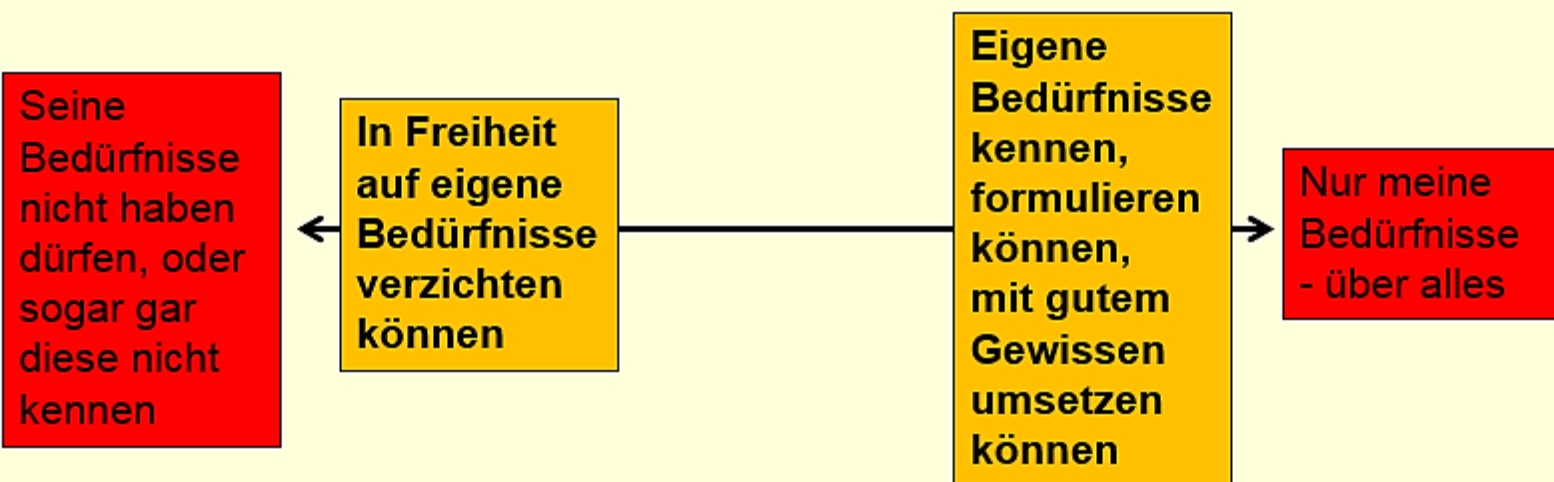 Seine
Bedürfnisse
nicht haben
dürfen, oder
sogar gar
diese nicht
kennen
In Freiheit
auf eigene
Bedürfnisse
verzichten
können
Eigene
Bedürfnisse
kennen,
formulieren
können,
mit gutem
Gewissen
umsetzen
können
Nur meine
Bedürfnisse
- über alles